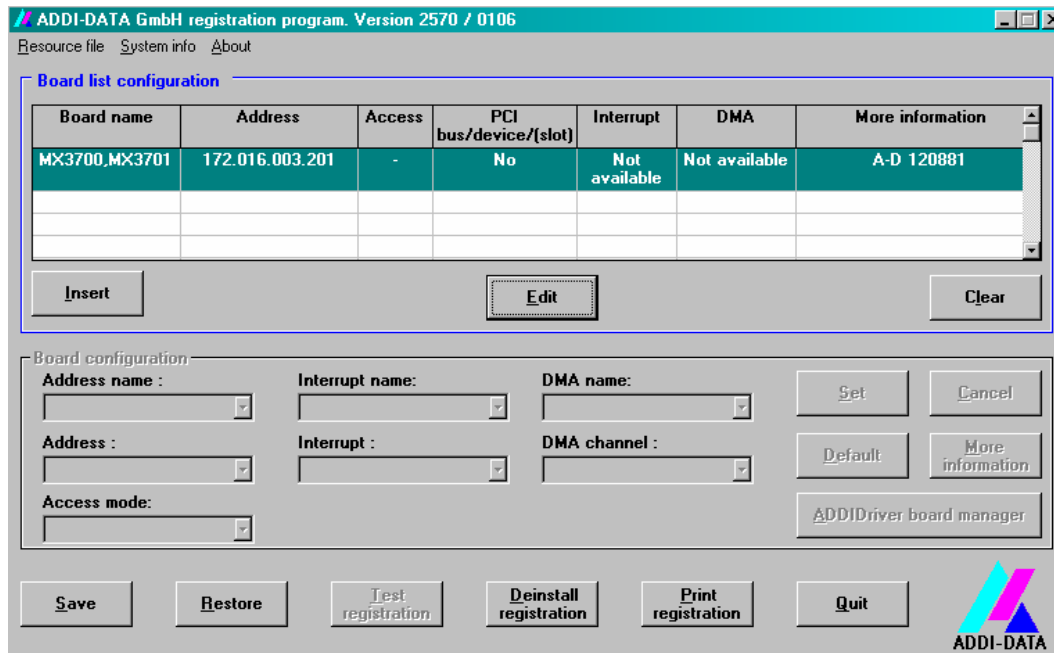 ADDI-DATA GmbH registration program. Version 2570 / 0106
Resource file System info About
Board list configuration
Board name Address Access PCI bus/device/(slot) Interrupt DMA More information
MX3700,MX3701 172.016.003.201 - No Not available Not available A-D 120881
Insert Edit Clear
Board configuration
Address name : Interrupt name: DMA name:
Set Cancel
Address : Interrupt : DMA channel :
Default More information
Access mode:
ADDIDriver board manager
Save Restore Test registration Deinstall registration Print registration Quit
ADDI-DATA